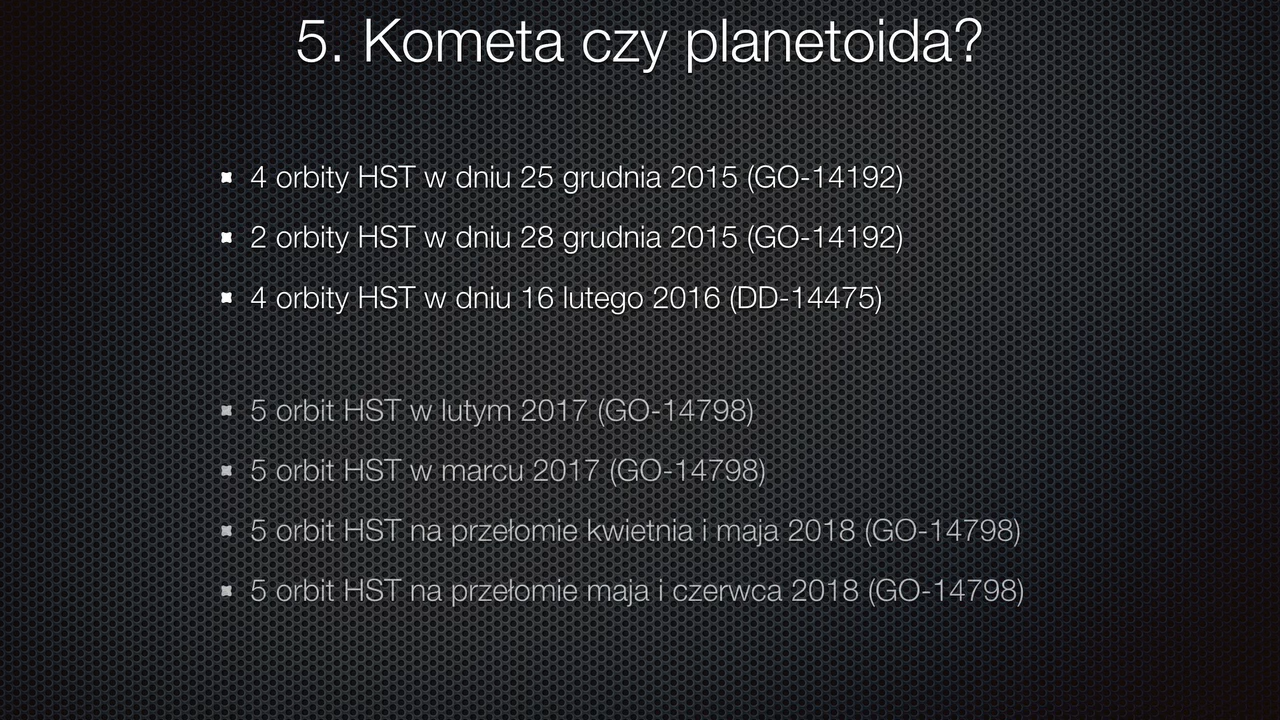 5. Kometa czy planetoida?
4 orbity HST w dniu 25 grudnia 2015 (GO-14192)
2 orbity HST w dniu 28 grudnia 2015 (GO-14192)
4 orbity HST w dniu 16 lutego 2016 (DD-14475)
5 orbit HST w lutym 2017 (GO-14798)
5 orbit HST w marcu 2017 (GO-14798)
5 orbit HST na przełomie kwietnia i maja 2018 (GO-14798)
5 orbit HST na przełomie maja i czerwca 2018 (GO-14798)